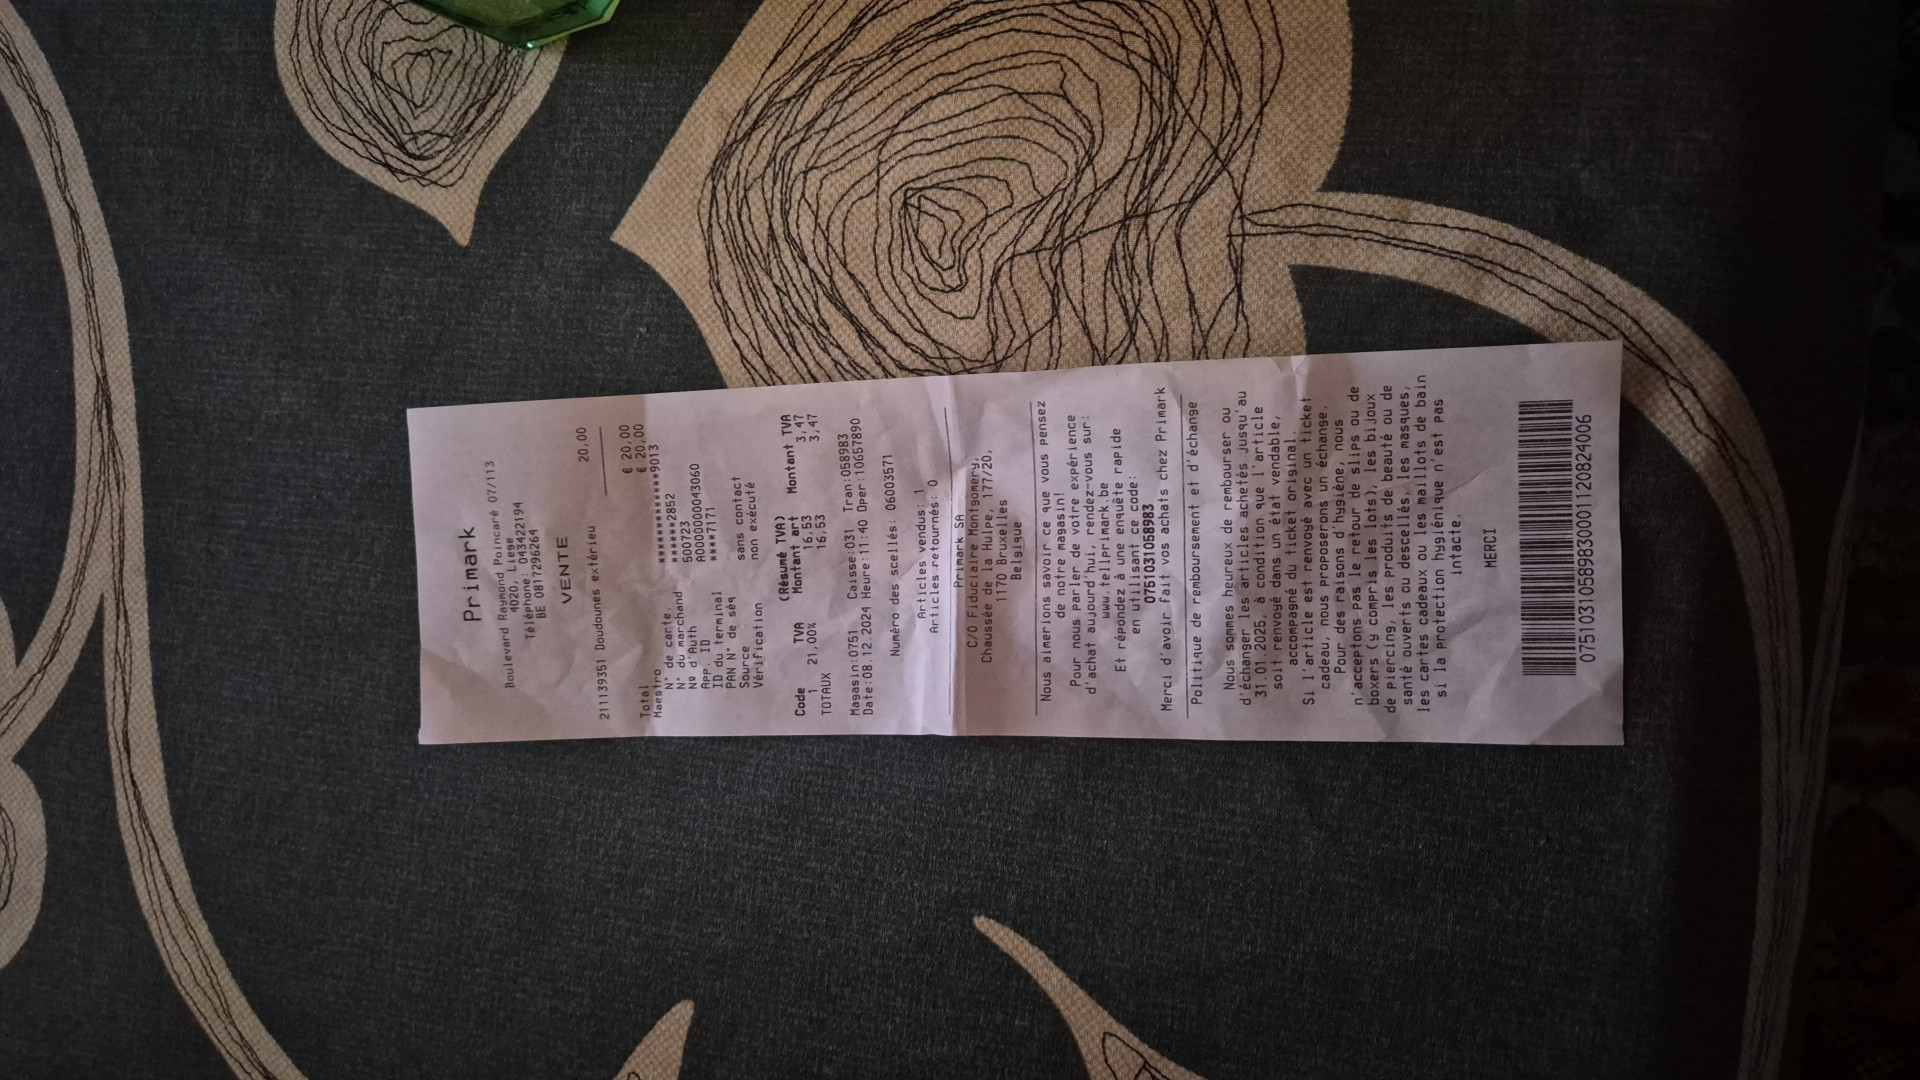 Primark
Boulevard Raymond Poincaré 07/113
4020, Liege
Téléphone: 043422194
BE 0817296264
VENTE
211139351 Doudounes extérieu 20,00
Total € 20,00
Maestro € 20,00
N° de carte. ****************9013
N° du marchand ******2852
Nº d'Auth 500723
App. ID A0000000043060
ID du terminal ****7171
PAN N° de séq
Source sans contact
Vérification non exécuté
(Résumé TVA)
Code TVA Montant art Montant TVA
1 21,00% 16,53 3,47
TOTAUX 16,53 3,47
Magasin:0751 Caisse:031 Tran:058983
Date:08.12.2024 Heure:11:40 Oper:10657890
Numéro des scellés: 06003571
Articles vendus: 1
Articles retournés: 0
Primark SA
C/O Fiduciaire Montgomery,
Chaussée de la Hulpe, 177/20,
1170 Bruxelles
Belgique
Nous aimerions savoir ce que vous pensez
de notre magasin!
Pour nous parler de votre expérience
d'achat aujourd'hui, rendez-vous sur:
www.tellprimark.be
Et répondez à une enquête rapide
en utilisant ce code:
0751031058983
Merci d'avoir fait vos achats chez Primark
Politique de remboursement et d'échange
Nous sommes heureux de rembourser ou
d'échanger les articles achetés jusqu'au
31.01.2025, à condition que l'article
soit renvoyé dans un état vendable,
accompagné du ticket original.
Si l'article est renvoyé avec un ticket
cadeau, nous proposerons un échange.
Pour des raisons d'hygiène, nous
n'acceptons pas le retour de slips ou de
boxers (y compris les lots), les bijoux
de piercing, les produits de beauté ou de
santé ouverts ou descellés, les masques,
les cartes cadeaux ou les maillots de bain
si la protection hygiénique n'est pas
intacte.
MERCI
07510310589830001120824006